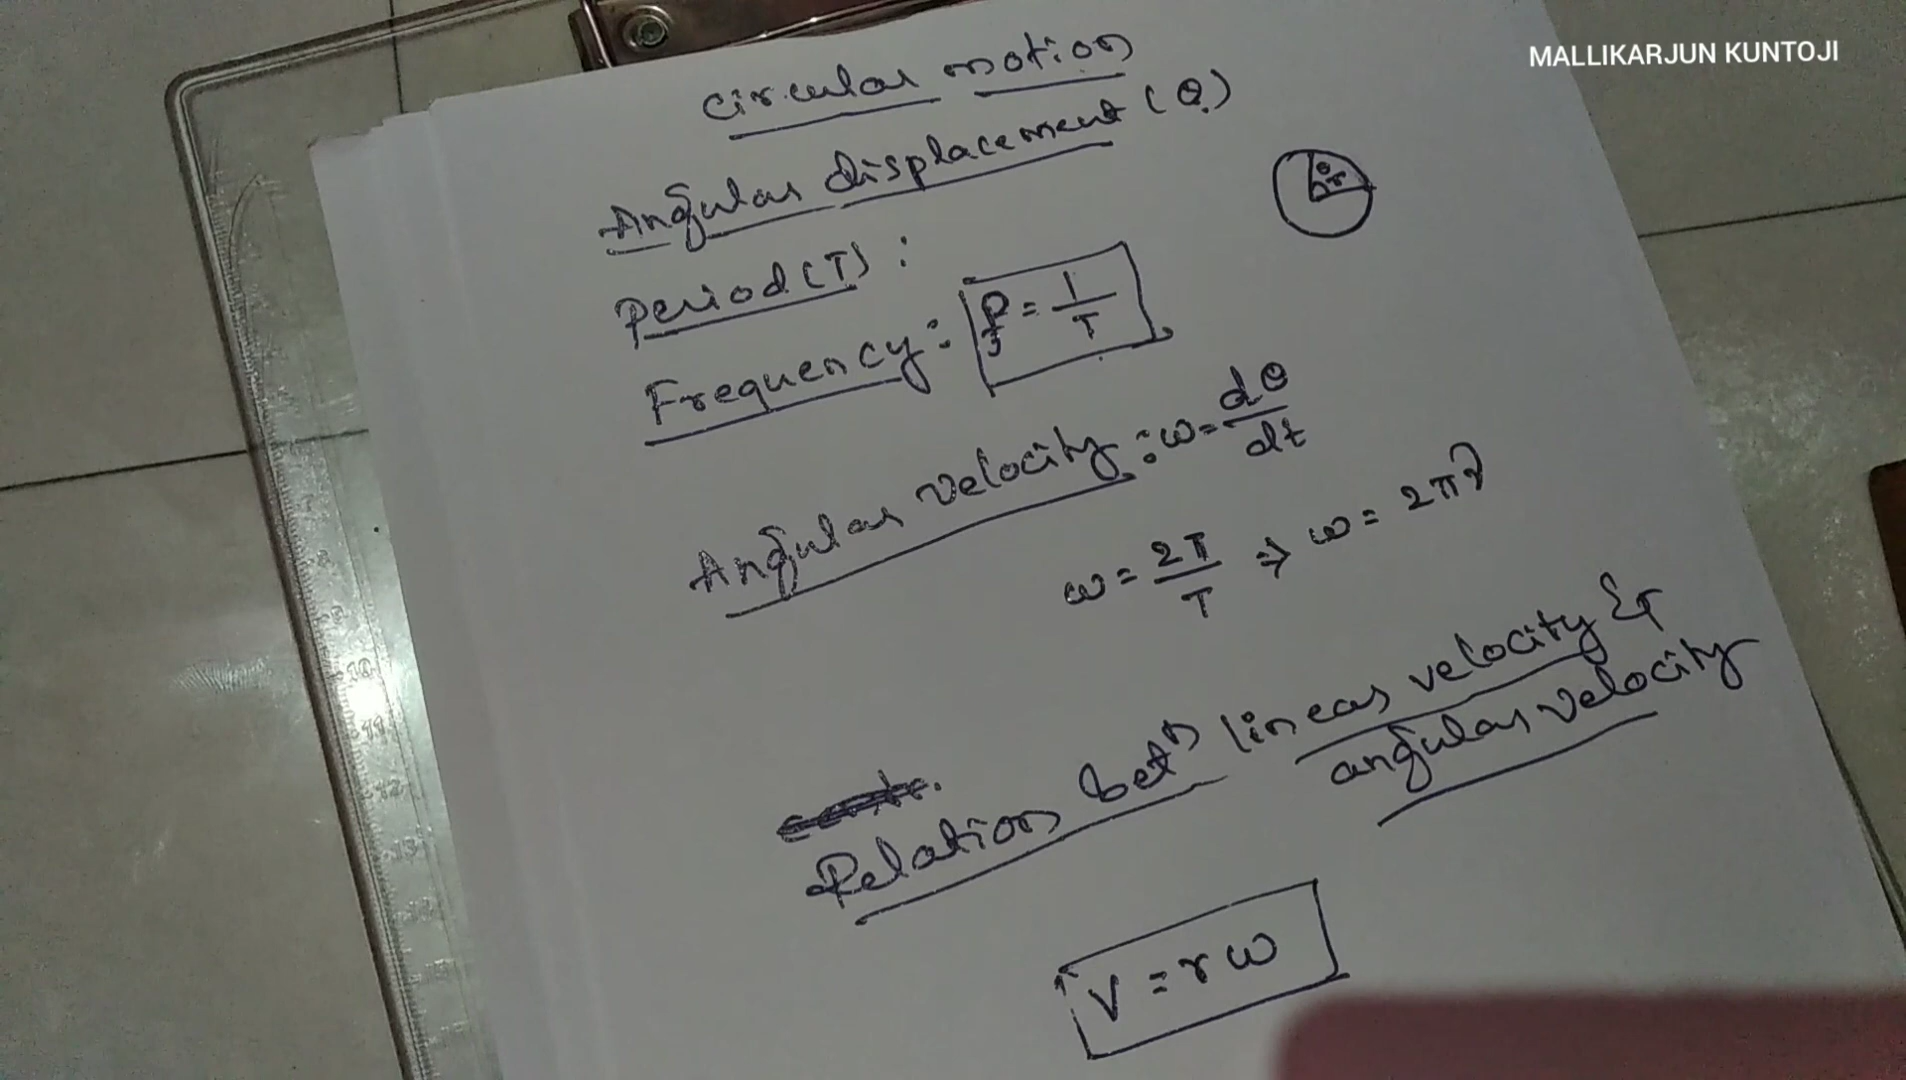 MALLIKARJUN KUNTOJI
Circular motion
Angular displacement (θ)
θ r
Period (T) :
Frequency : f = 1/T
Angular velocity : ω = dθ/dt
ω = 2π/T ⇒ ω = 2πν
Relation betn linear velocity &
angular velocity
V = rω